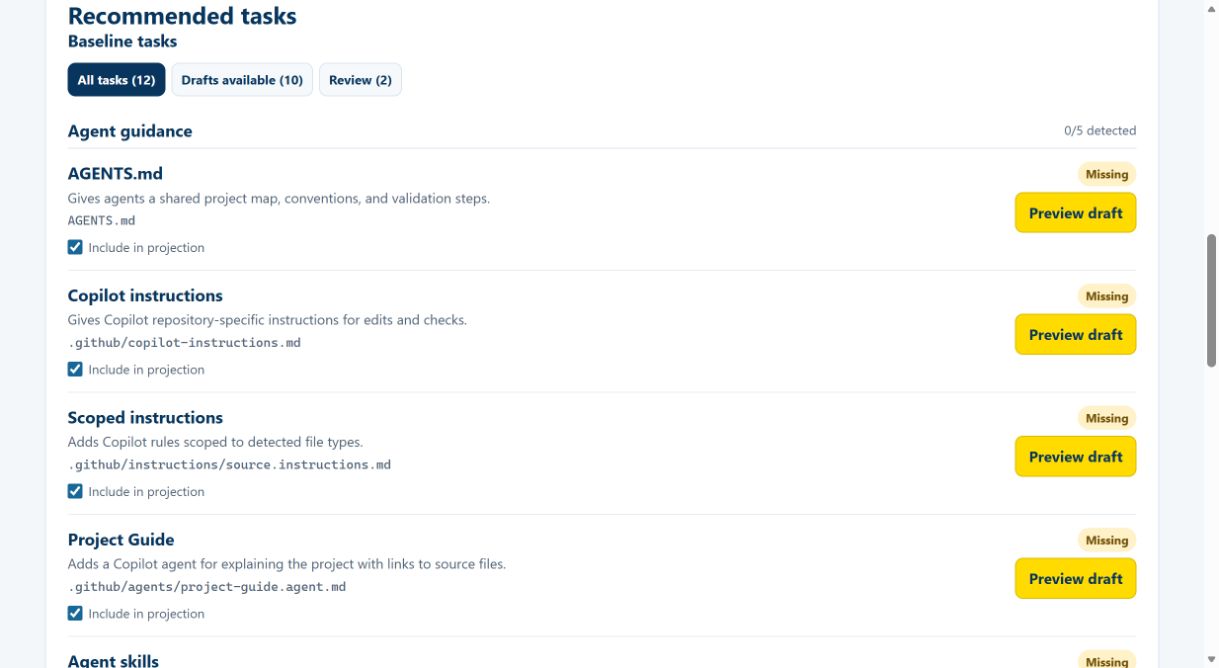 Recommended tasks
Baseline tasks
All tasks (12) Drafts available (10) Review (2)
Agent guidance 0/5 detected
AGENTS.md Missing
Gives agents a shared project map, conventions, and validation steps. Preview draft
AGENTS.md
Include in projection
Copilot instructions Missing
Gives Copilot repository-specific instructions for edits and checks. Preview draft
.github/copilot-instructions.md
Include in projection
Scoped instructions Missing
Adds Copilot rules scoped to detected file types. Preview draft
.github/instructions/source.instructions.md
Include in projection
Project Guide Missing
Adds a Copilot agent for explaining the project with links to source files. Preview draft
.github/agents/project-guide.agent.md
Include in projection
Agent skills Missing